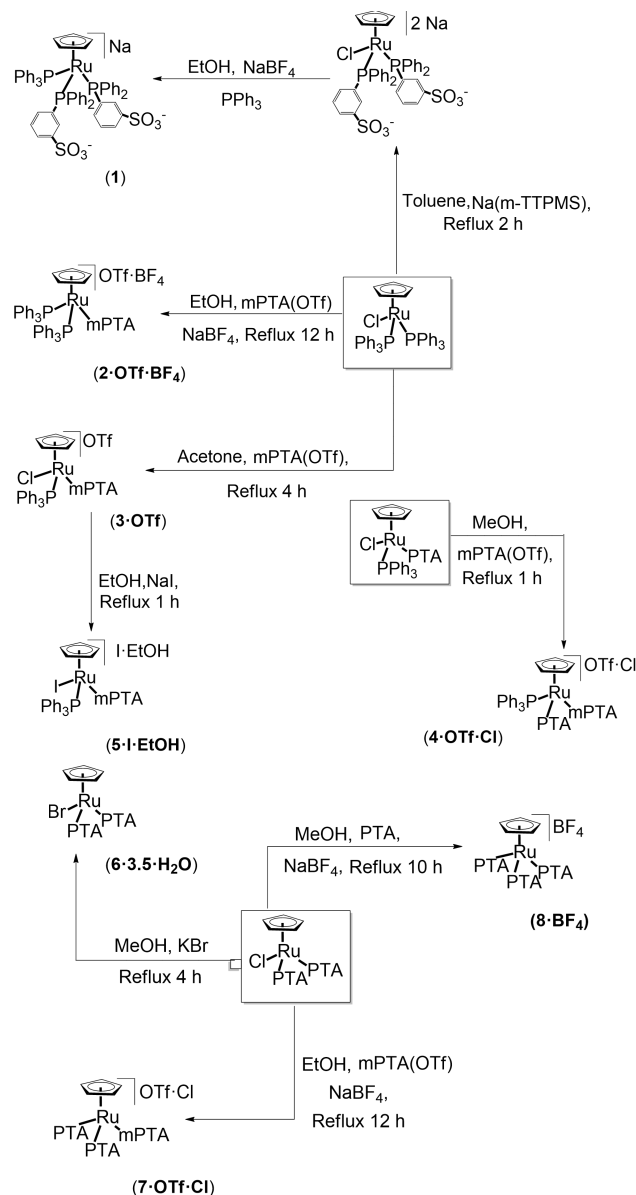 Na
Ru
Ph3P
PPh2
PPh2
SO3-
SO3-
(1)
EtOH, NaBF4
PPh3
2 Na
Cl
Ru
PPh2
PPh2
SO3-
SO3-
Toluene,Na(m-TTPMS),
Reflux 2 h
OTf·BF4
Ru
Ph3P
Ph3P
mPTA
(2·OTf·BF4)
EtOH, mPTA(OTf)
NaBF4, Reflux 12 h
Cl
Ru
Ph3P
PPh3
OTf
Cl
Ru
Ph3P
mPTA
(3·OTf)
Acetone, mPTA(OTf),
Reflux 4 h
Cl
Ru
PTA
PPh3
MeOH,
mPTA(OTf),
Reflux 1 h
EtOH,NaI,
Reflux 1 h
I·EtOH
Ru
I
Ph3P
mPTA
(5·I·EtOH)
OTf·Cl
Ru
Ph3P
PTA
mPTA
(4·OTf·Cl)
Ru
Br
PTA
PTA
(6·3.5·H2O)
MeOH, PTA,
NaBF4, Reflux 10 h
BF4
Ru
PTA
PTA
PTA
(8·BF4)
MeOH, KBr
Reflux 4 h
Ru
Cl
PTA
PTA
EtOH, mPTA(OTf)
NaBF4,
Reflux 12 h
OTf·Cl
Ru
PTA
PTA
mPTA
(7·OTf·Cl)